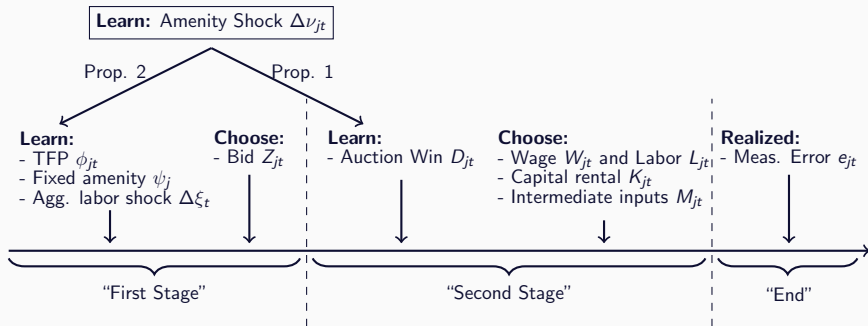 Learn: Amenity Shock Δν_jt
Prop. 2
Prop. 1
Learn:
- TFP ϕ_jt
- Fixed amenity ψ_j
- Agg. labor shock Δξ_t
Choose:
- Bid Z_jt
Learn:
- Auction Win D_jt
Choose:
- Wage W_jt and Labor L_jt
- Capital rental K_jt
- Intermediate inputs M_jt
Realized:
- Meas. Error e_jt
“First Stage”
“Second Stage”
“End”